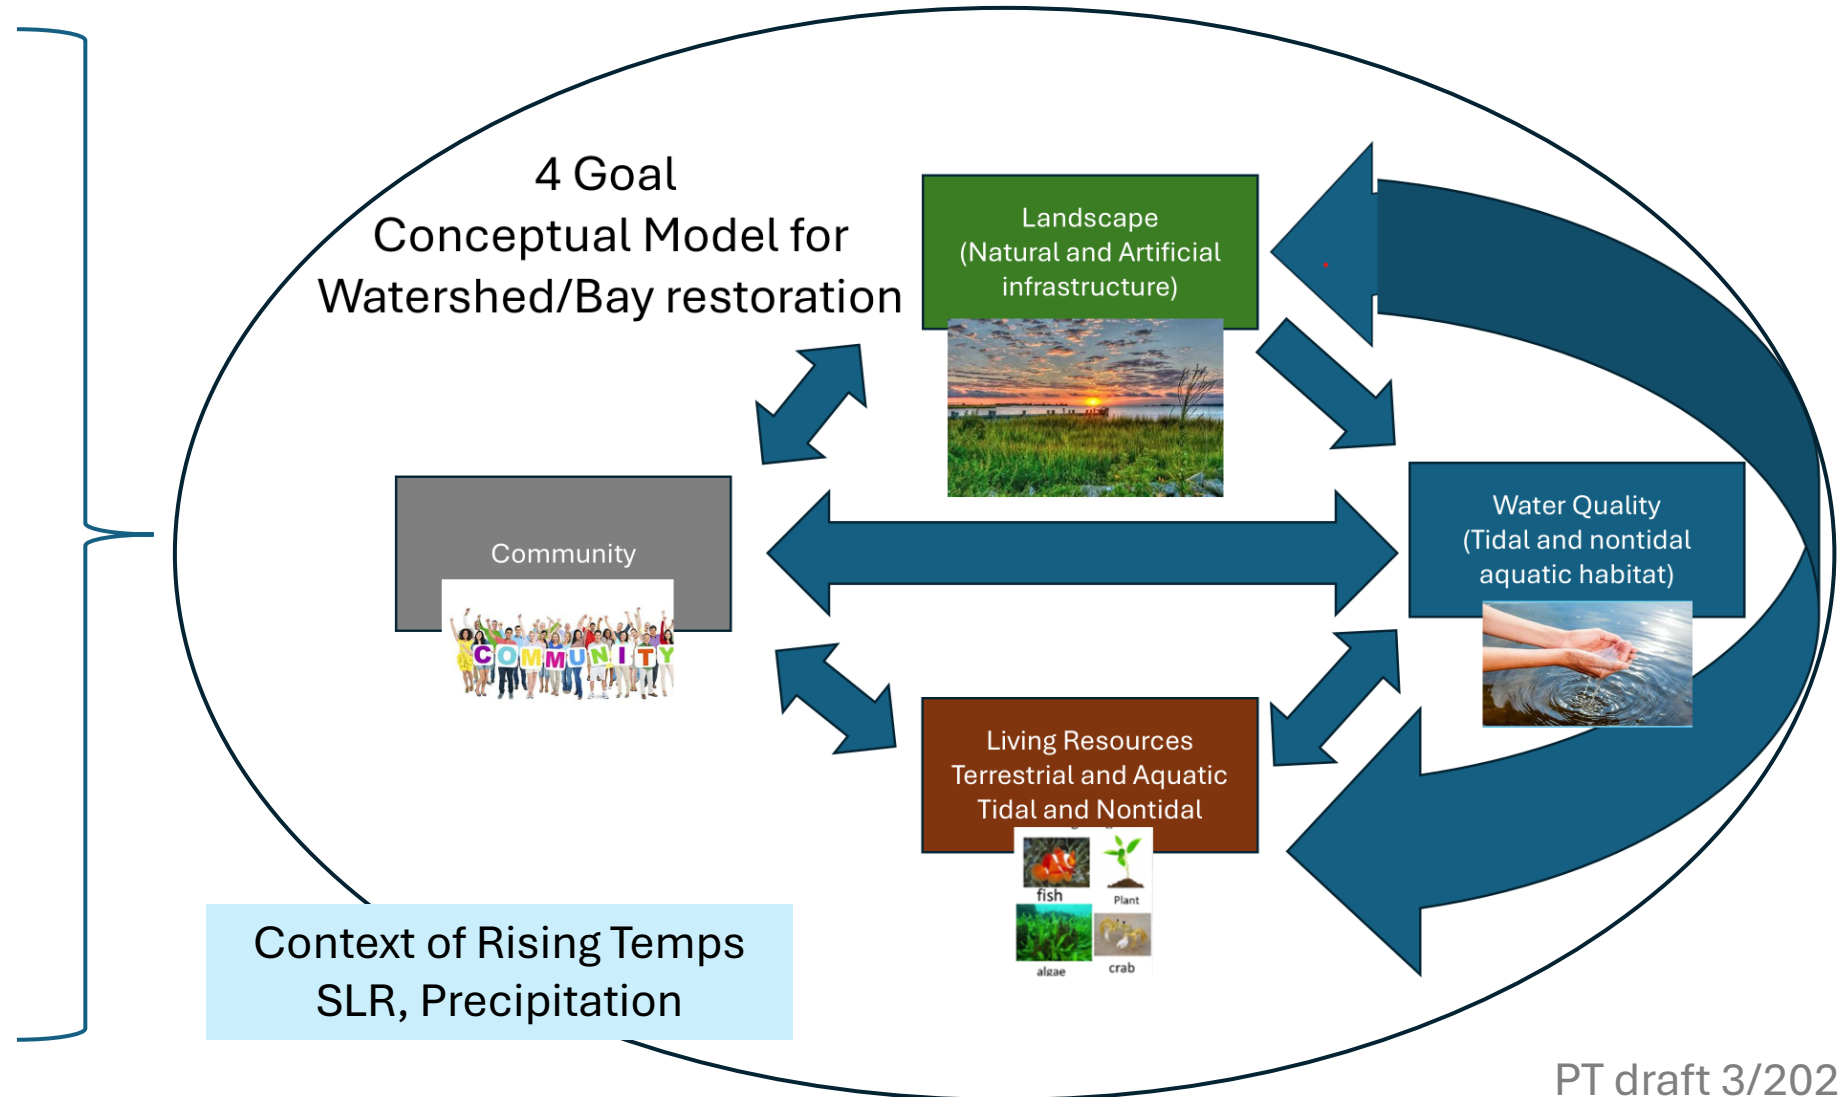 4 Goal
Conceptual Model for
Watershed/Bay restoration
Landscape
(Natural and Artificial
infrastructure)
Community
COMMUNITY
Water Quality
(Tidal and nontidal
aquatic habitat)
Living Resources
Terrestrial and Aquatic
Tidal and Nontidal
fish
Plant
algae
crab
Context of Rising Temps
SLR, Precipitation
PT draft 3/202